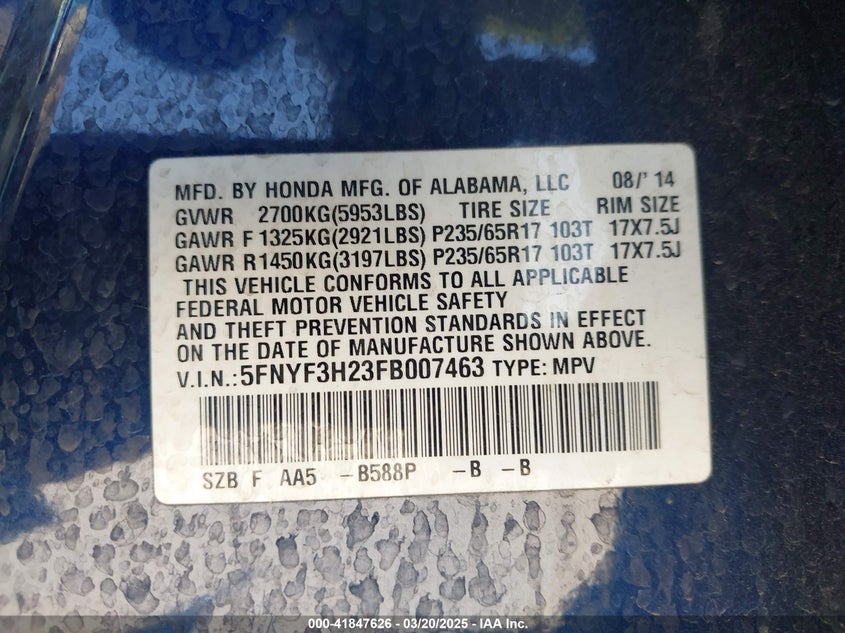 MFD. BY HONDA MFG. OF ALABAMA, LLC 08/' 14
GVWR 2700KG(5953LBS) TIRE SIZE RIM SIZE
GAWR F 1325KG(2921LBS) P235/65R17 103T 17X7.5J
GAWR R 1450KG(3197LBS) P235/65R17 103T 17X7.5J
THIS VEHICLE CONFORMS TO ALL APPLICABLE
FEDERAL MOTOR VEHICLE SAFETY
AND THEFT PREVENTION STANDARDS IN EFFECT
ON THE DATE OF MANUFACTURE SHOWN ABOVE.
V.I.N.: 5FNYF3H23FB007463 TYPE: MPV
SZB F AA5 -B588P -B -B
000-41847626 - 03/20/2025 - IAA Inc.